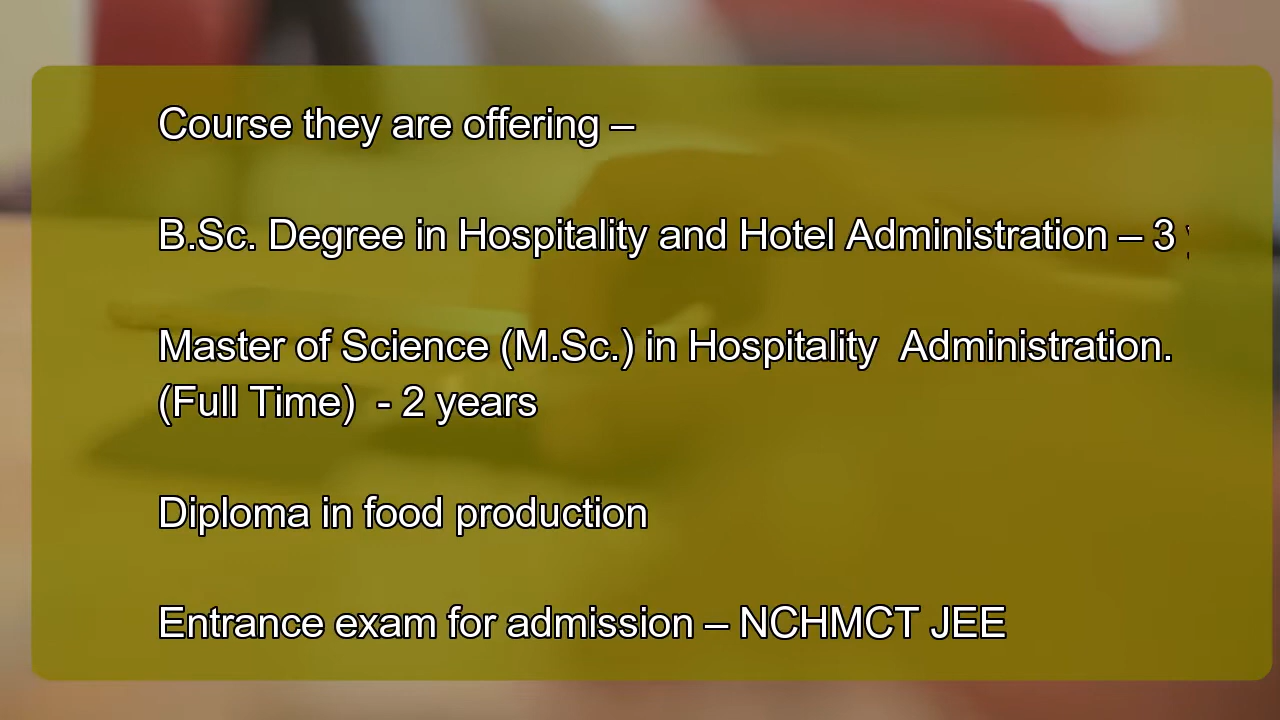 Course they are offering –
B.Sc. Degree in Hospitality and Hotel Administration – 3
Master of Science (M.Sc.) in Hospitality  Administration.
(Full Time)  - 2 years
Diploma in food production
Entrance exam for admission – NCHMCT JEE